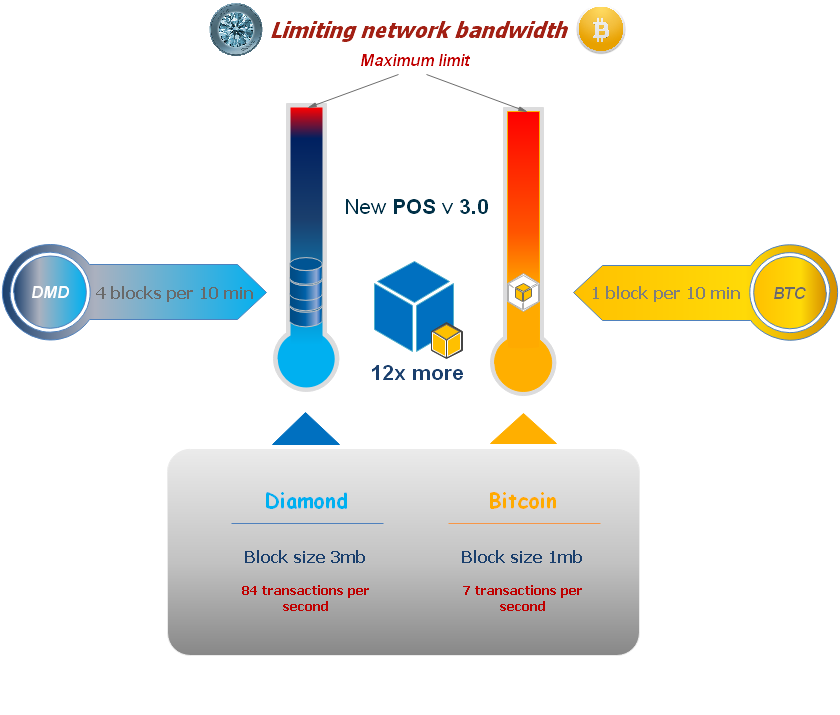 Limiting network bandwidth
Maximum limit
New POS v 3.0
DMD
4 blocks per 10 min
1 block per 10 min
BTC
12x more
Diamond
Bitcoin
Block size 3mb
Block size 1mb
84 transactions per
second
7 transactions per
second